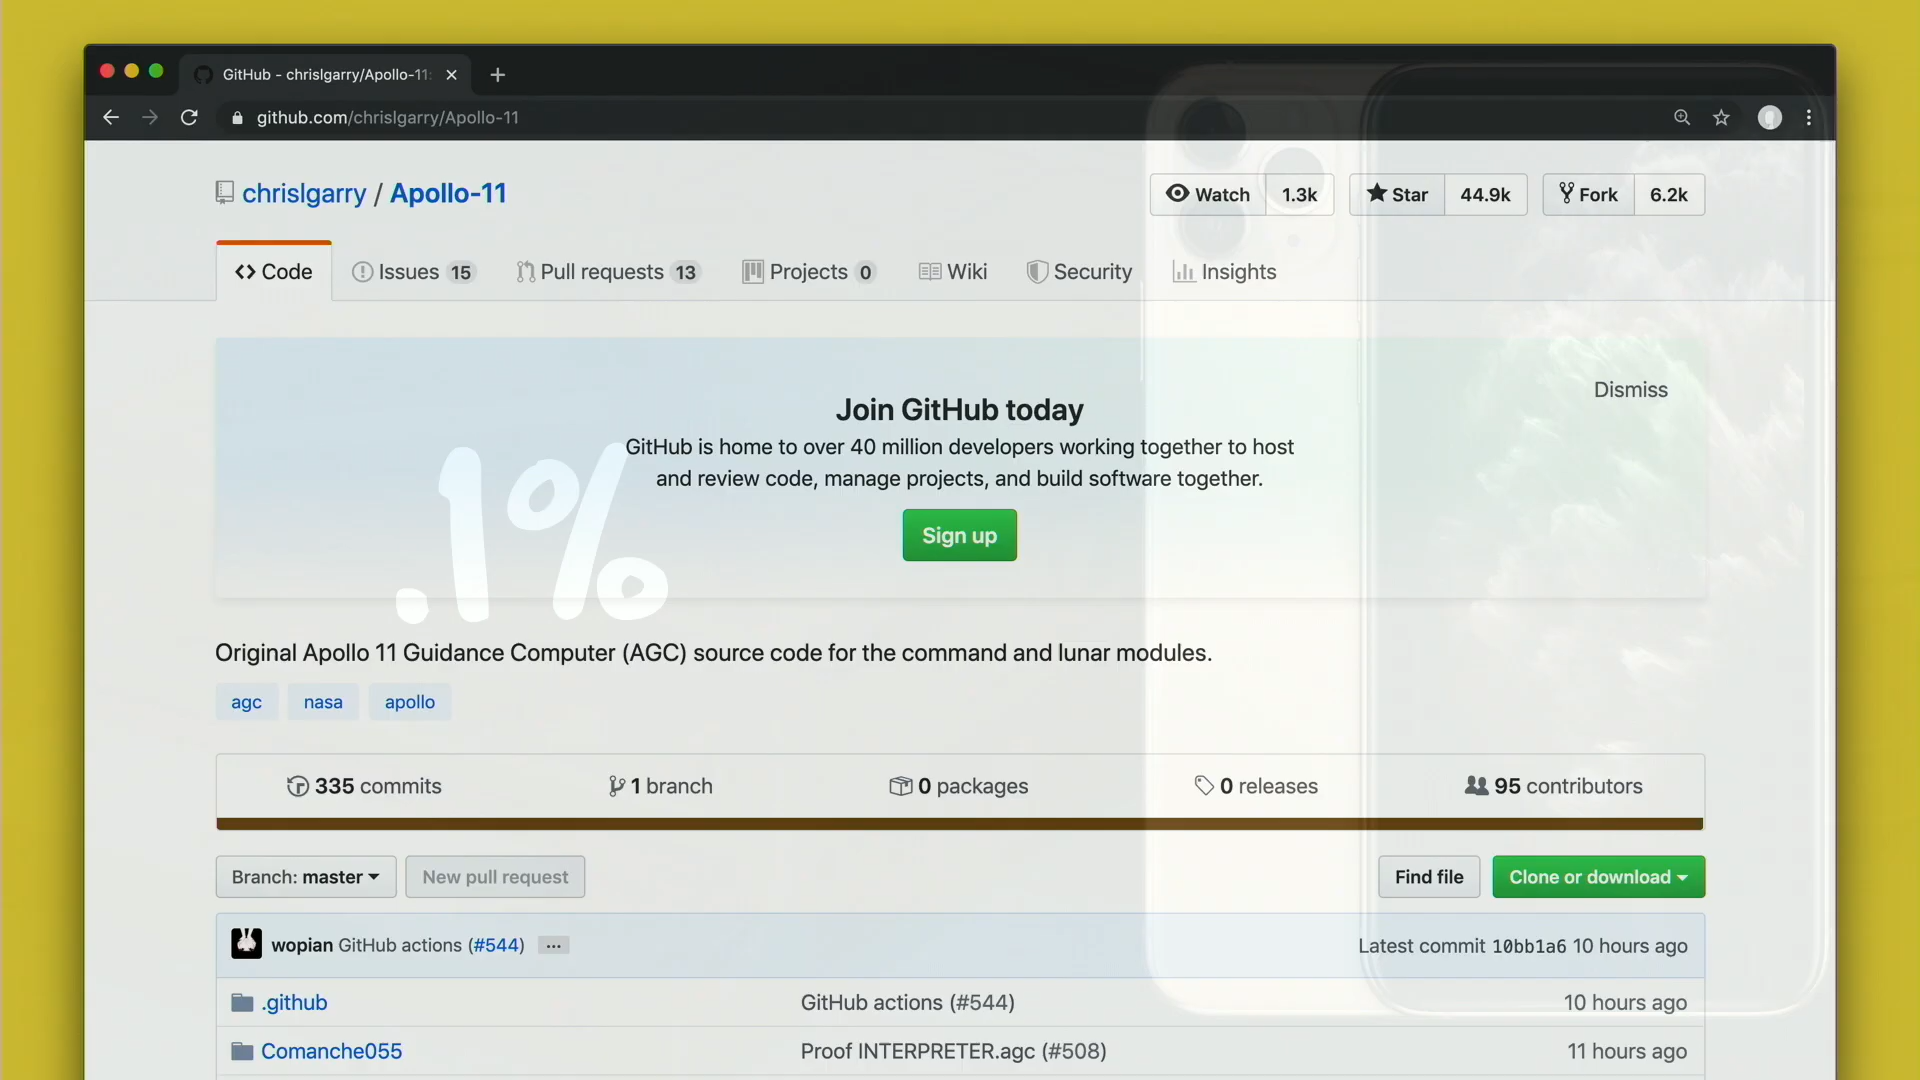 GitHub - chrislgarry/Apollo-11:
github.com/chrislgarry/Apollo-11
chrislgarry / Apollo-11
Watch 1.3k
Star 44.9k
Fork 6.2k
Code
Issues 15
Pull requests 13
Projects 0
Wiki
Security
Insights
Dismiss
Join GitHub today
GitHub is home to over 40 million developers working together to host
and review code, manage projects, and build software together.
.1%
Sign up
Original Apollo 11 Guidance Computer (AGC) source code for the command and lunar modules.
agc nasa apollo
335 commits
1 branch
0 packages
0 releases
95 contributors
Branch: master
New pull request
Find file
Clone or download
wopian GitHub actions (#544) ...
Latest commit 10bb1a6 10 hours ago
.github GitHub actions (#544) 10 hours ago
Comanche055 Proof INTERPRETER.agc (#508) 11 hours ago